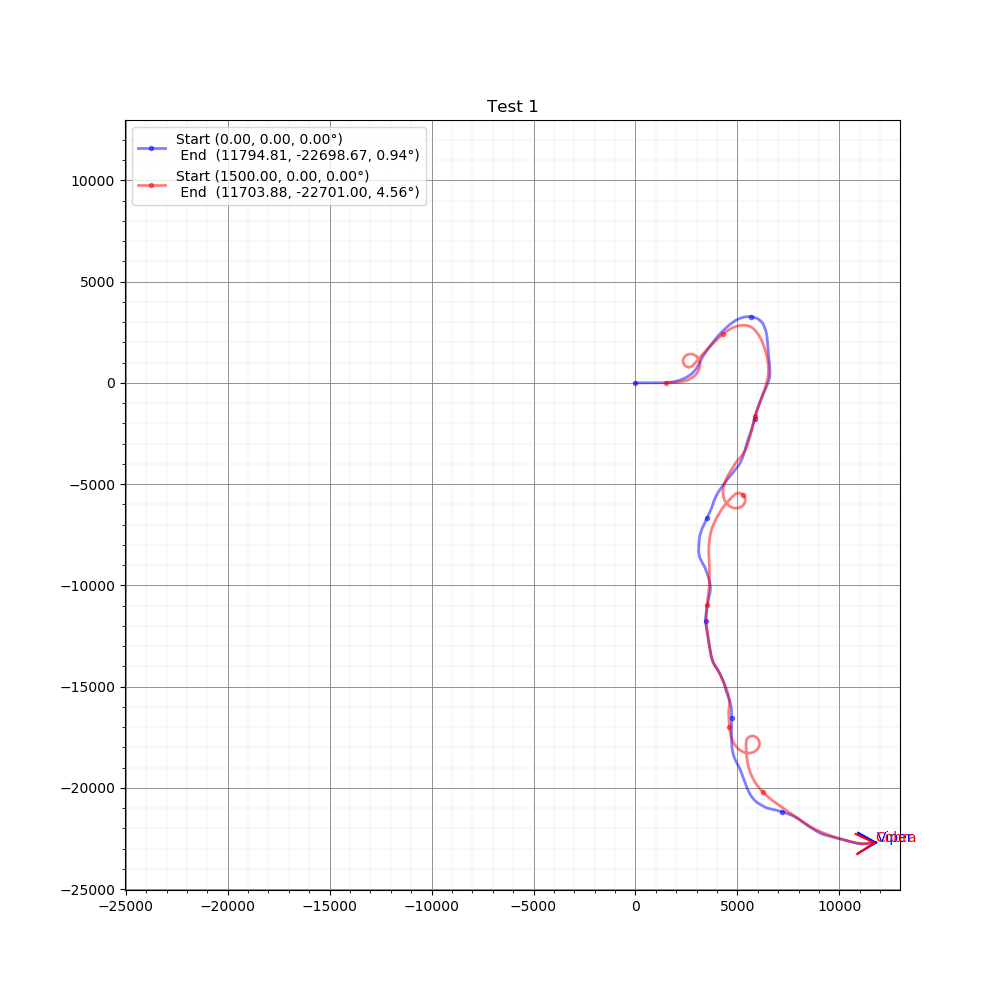 Test 1
Start (0.00, 0.00, 0.00°)
End (11794.81, -22698.67, 0.94°)
Start (1500.00, 0.00, 0.00°)
End (11703.88, -22701.00, 4.56°)
10000
5000
0
−5000
−10000
−15000
−20000
−25000
Viper
−25000 −20000 −15000 −10000 −5000 0 5000 10000